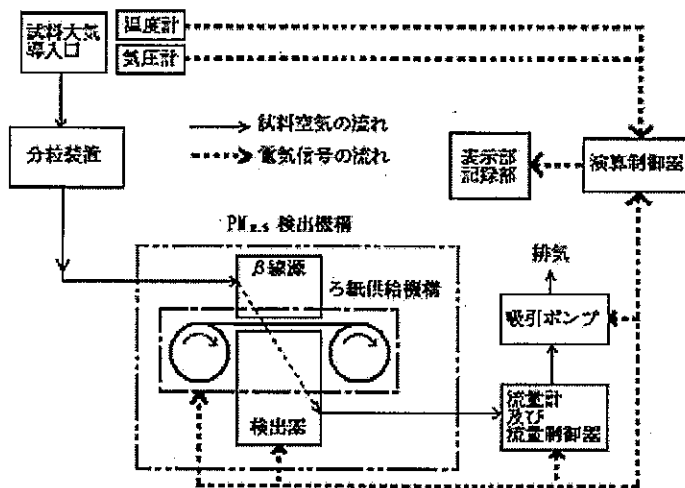 試料大気
導入口
温度計
気圧計
分粒装置
試料空気の流れ
電気信号の流れ
表示部
記録部
演算制御器
PM2.5 検出機構
β線源
ろ紙供給機構
検出器
排気
吸引ポンプ
流量計
及び
流量制御器